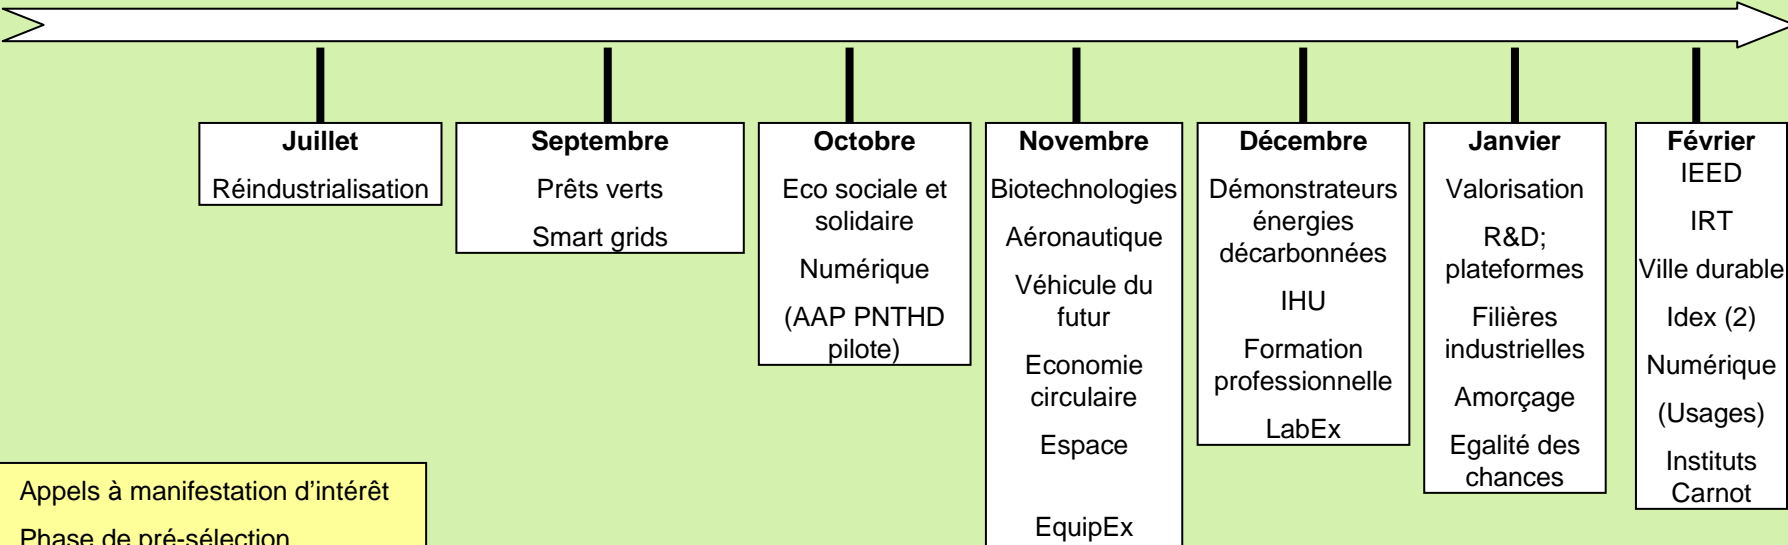 Juillet
Réindustrialisation
Septembre
Prêts verts
Smart grids
Octobre
Eco sociale et
solidaire
Numérique
(AAP PNTHD
pilote)
Novembre
Biotechnologies
Aéronautique
Véhicule du
futur
Economie
circulaire
Espace
EquipEx
Décembre
Démonstrateurs
énergies
décarbonnées
IHU
Formation
professionnelle
LabEx
Janvier
Valorisation
R&D;
plateformes
Filières
industrielles
Amorçage
Egalité des
chances
Février
IEED
IRT
Ville durable
Idex (2)
Numérique
(Usages)
Instituts
Carnot
Appels à manifestation d’intérêt
Phase de pré-sélection